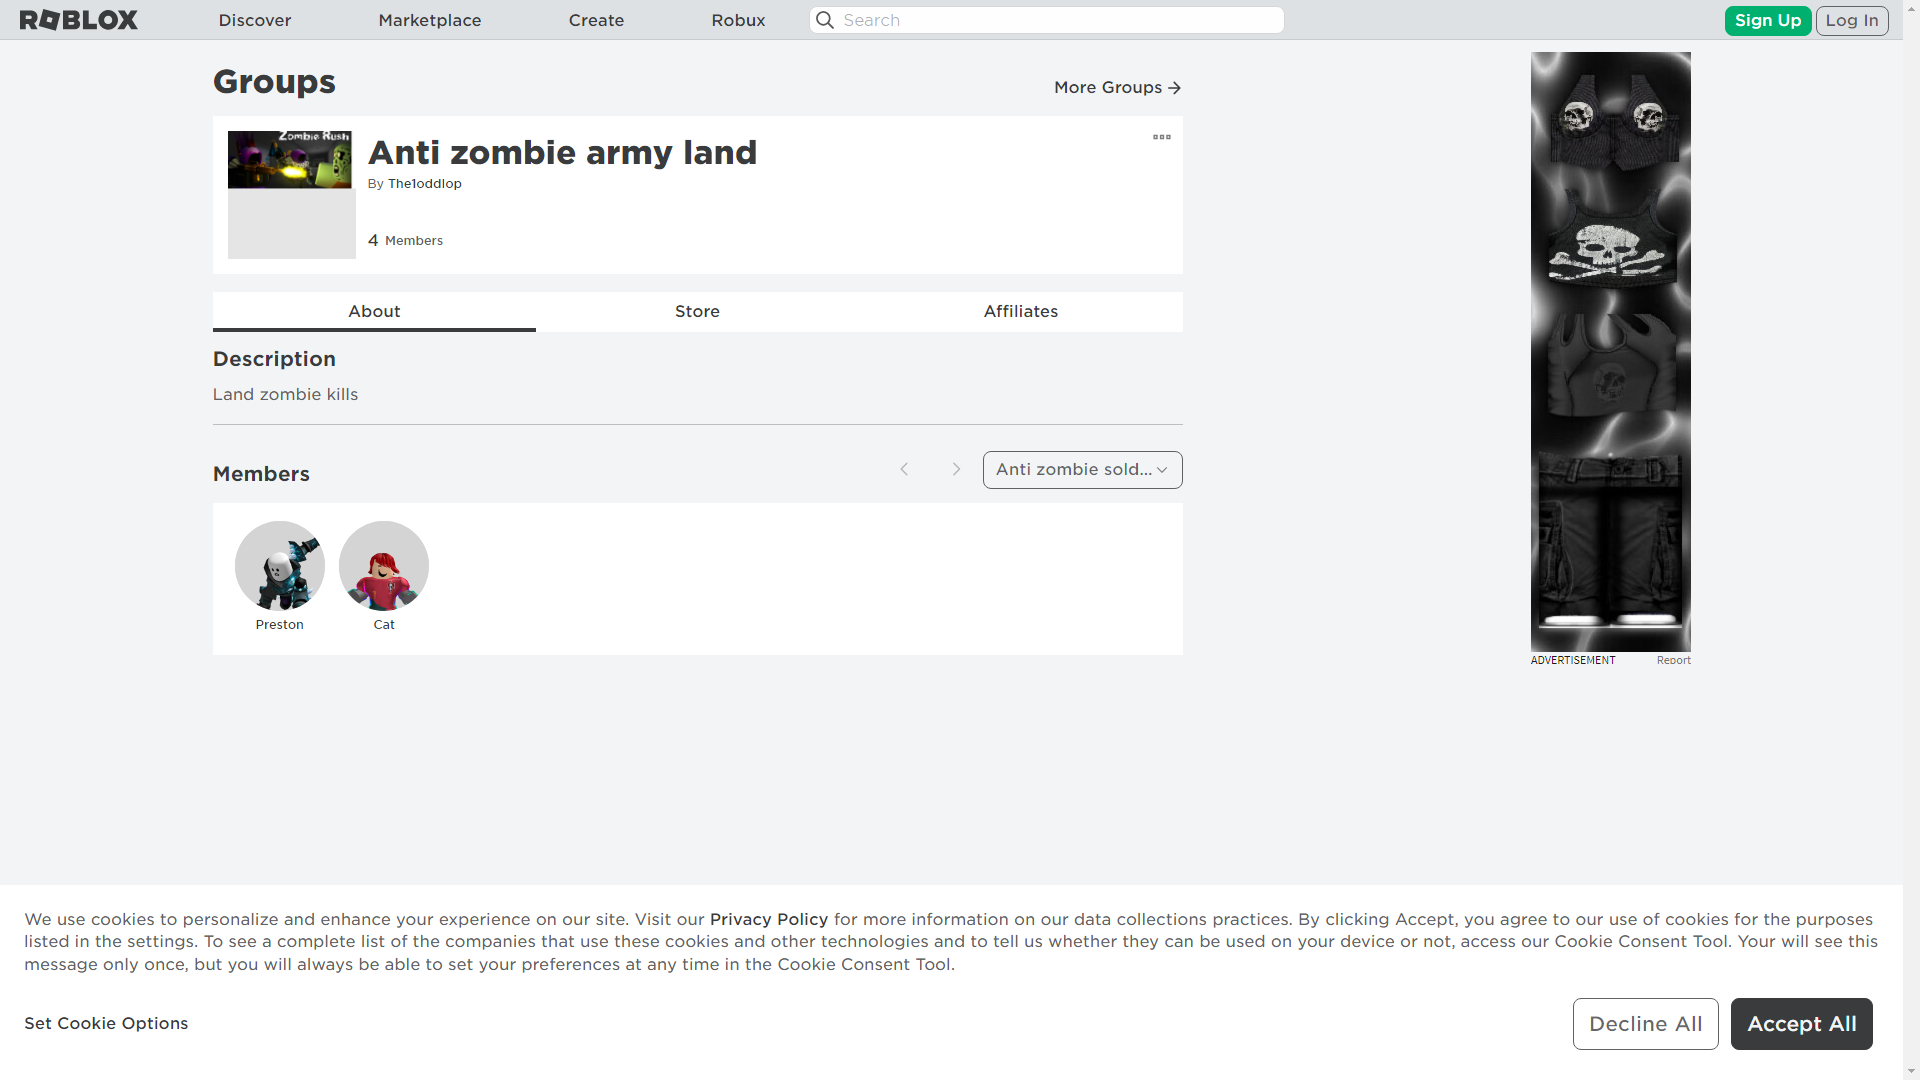 ROBLOX Discover Marketplace Create Robux Search Sign Up Log In
Groups
More Groups
Zombie Rush
Anti zombie army land
By The1oddlop
4 Members
About Store Affiliates
Description
Land zombie kills
Members
Anti zombie sold...
Preston Cat
ADVERTISEMENT Report
We use cookies to personalize and enhance your experience on our site. Visit our Privacy Policy for more information on our data collections practices. By clicking Accept, you agree to our use of cookies for the purposes
listed in the settings. To see a complete list of the companies that use these cookies and other technologies and to tell us whether they can be used on your device or not, access our Cookie Consent Tool. Your will see this
message only once, but you will always be able to set your preferences at any time in the Cookie Consent Tool.
Set Cookie Options
Decline All
Accept All